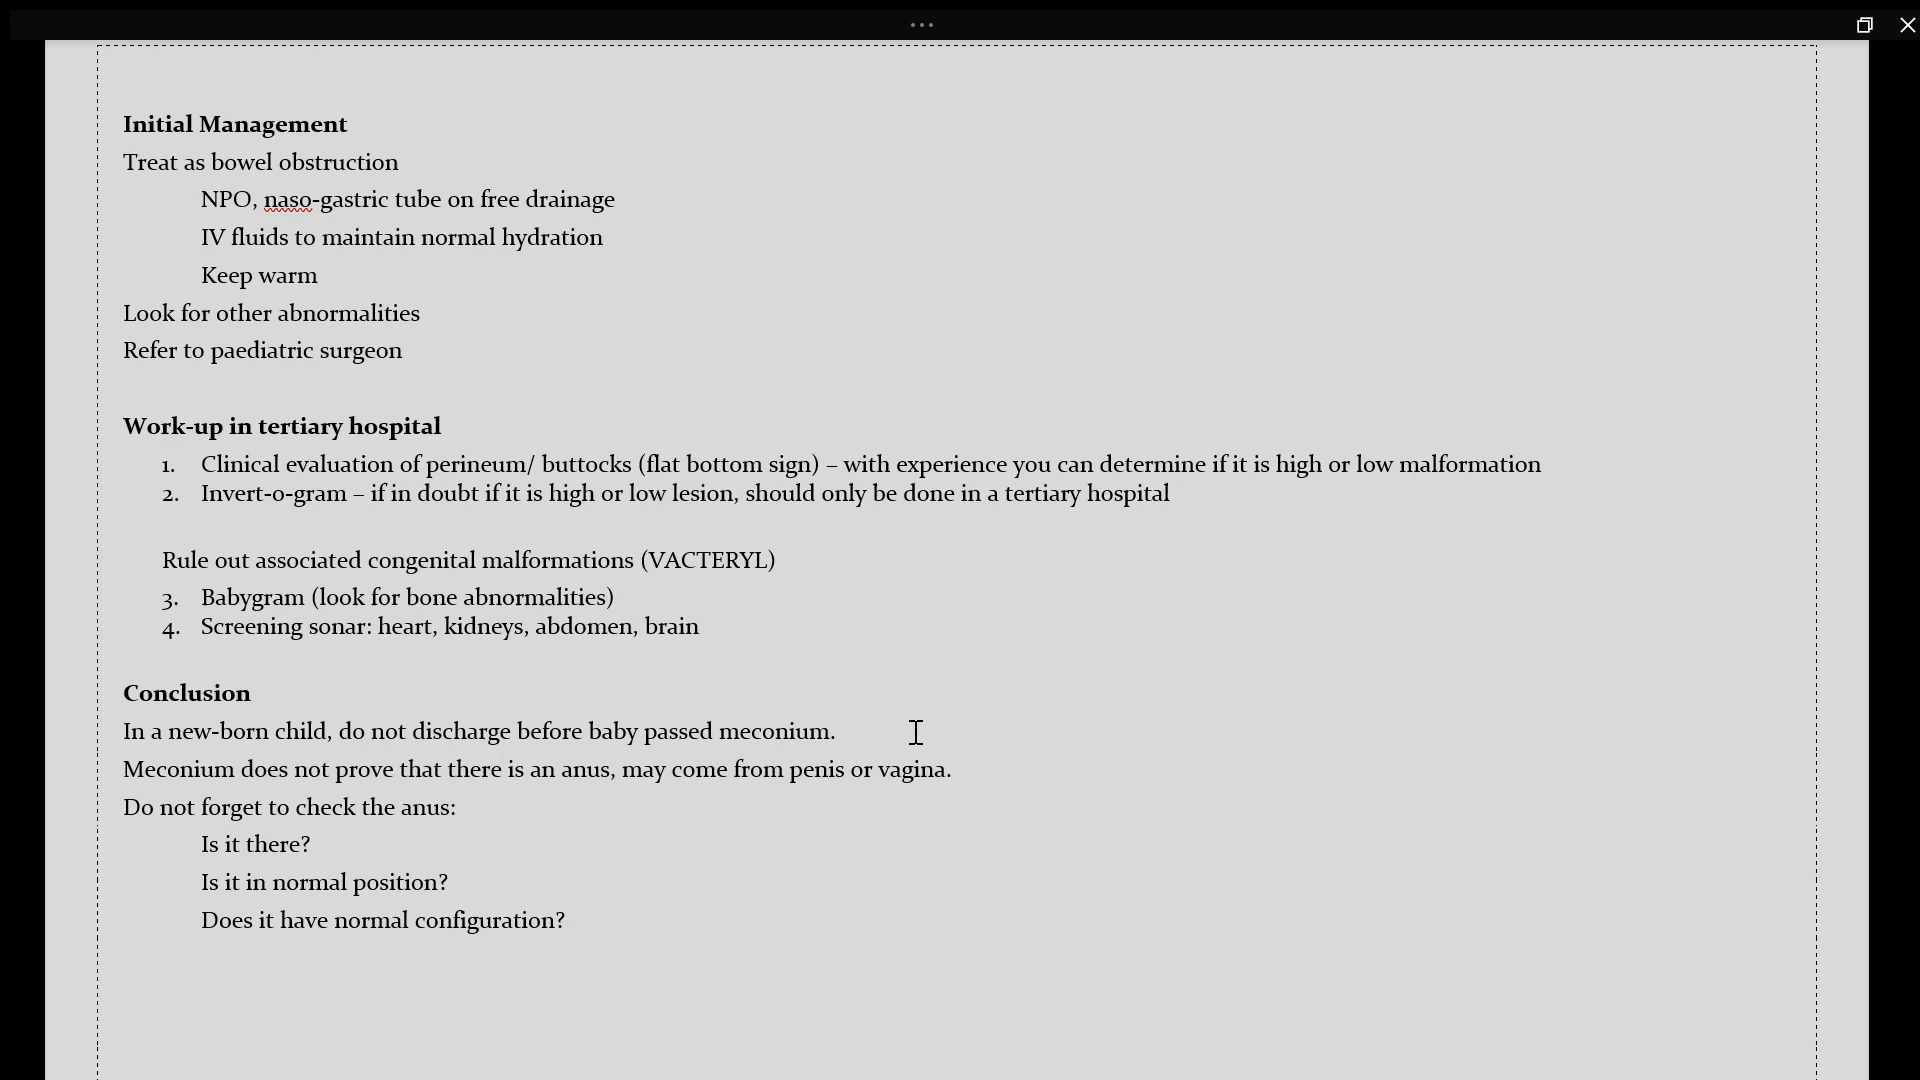 Initial Management
Treat as bowel obstruction
NPO, naso-gastric tube on free drainage
IV fluids to maintain normal hydration
Keep warm
Look for other abnormalities
Refer to paediatric surgeon
Work-up in tertiary hospital
1. Clinical evaluation of perineum/ buttocks (flat bottom sign) – with experience you can determine if it is high or low malformation
2. Invert-o-gram – if in doubt if it is high or low lesion, should only be done in a tertiary hospital
Rule out associated congenital malformations (VACTERYL)
3. Babygram (look for bone abnormalities)
4. Screening sonar: heart, kidneys, abdomen, brain
Conclusion
In a new-born child, do not discharge before baby passed meconium.
Meconium does not prove that there is an anus, may come from penis or vagina.
Do not forget to check the anus:
Is it there?
Is it in normal position?
Does it have normal configuration?